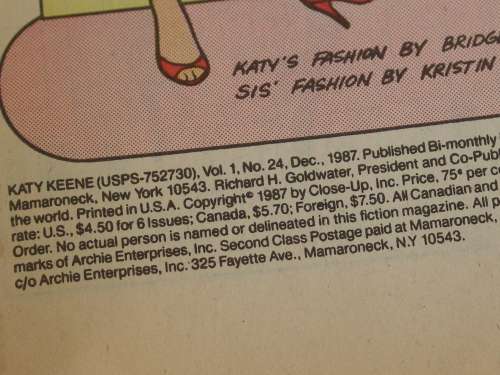 KATY'S FASHION BY
SIS' FASHION BY KRISTIN
KATY KEENE (USPS-752730), Vol. 1, No. 24, Dec., 1987. Published Bi-monthly
Mamaroneck, New York 10543. Richard H. Goldwater, President and Co-Pub
the world. Printed in U.S.A. Copyright© 1987 by Close-Up, Inc. Price, 75¢ per
rate: U.S., $4.50 for 6 Issues; Canada, $5.70; Foreign, $7.50. All Canadian and
Order. No actual person is named or delineated in this fiction magazine. All
marks of Archie Enterprises, Inc. Second Class Postage paid at Mamaroneck,
c/o Archie Enterprises, Inc. 325 Fayette Ave., Mamaroneck, N.Y 10543.